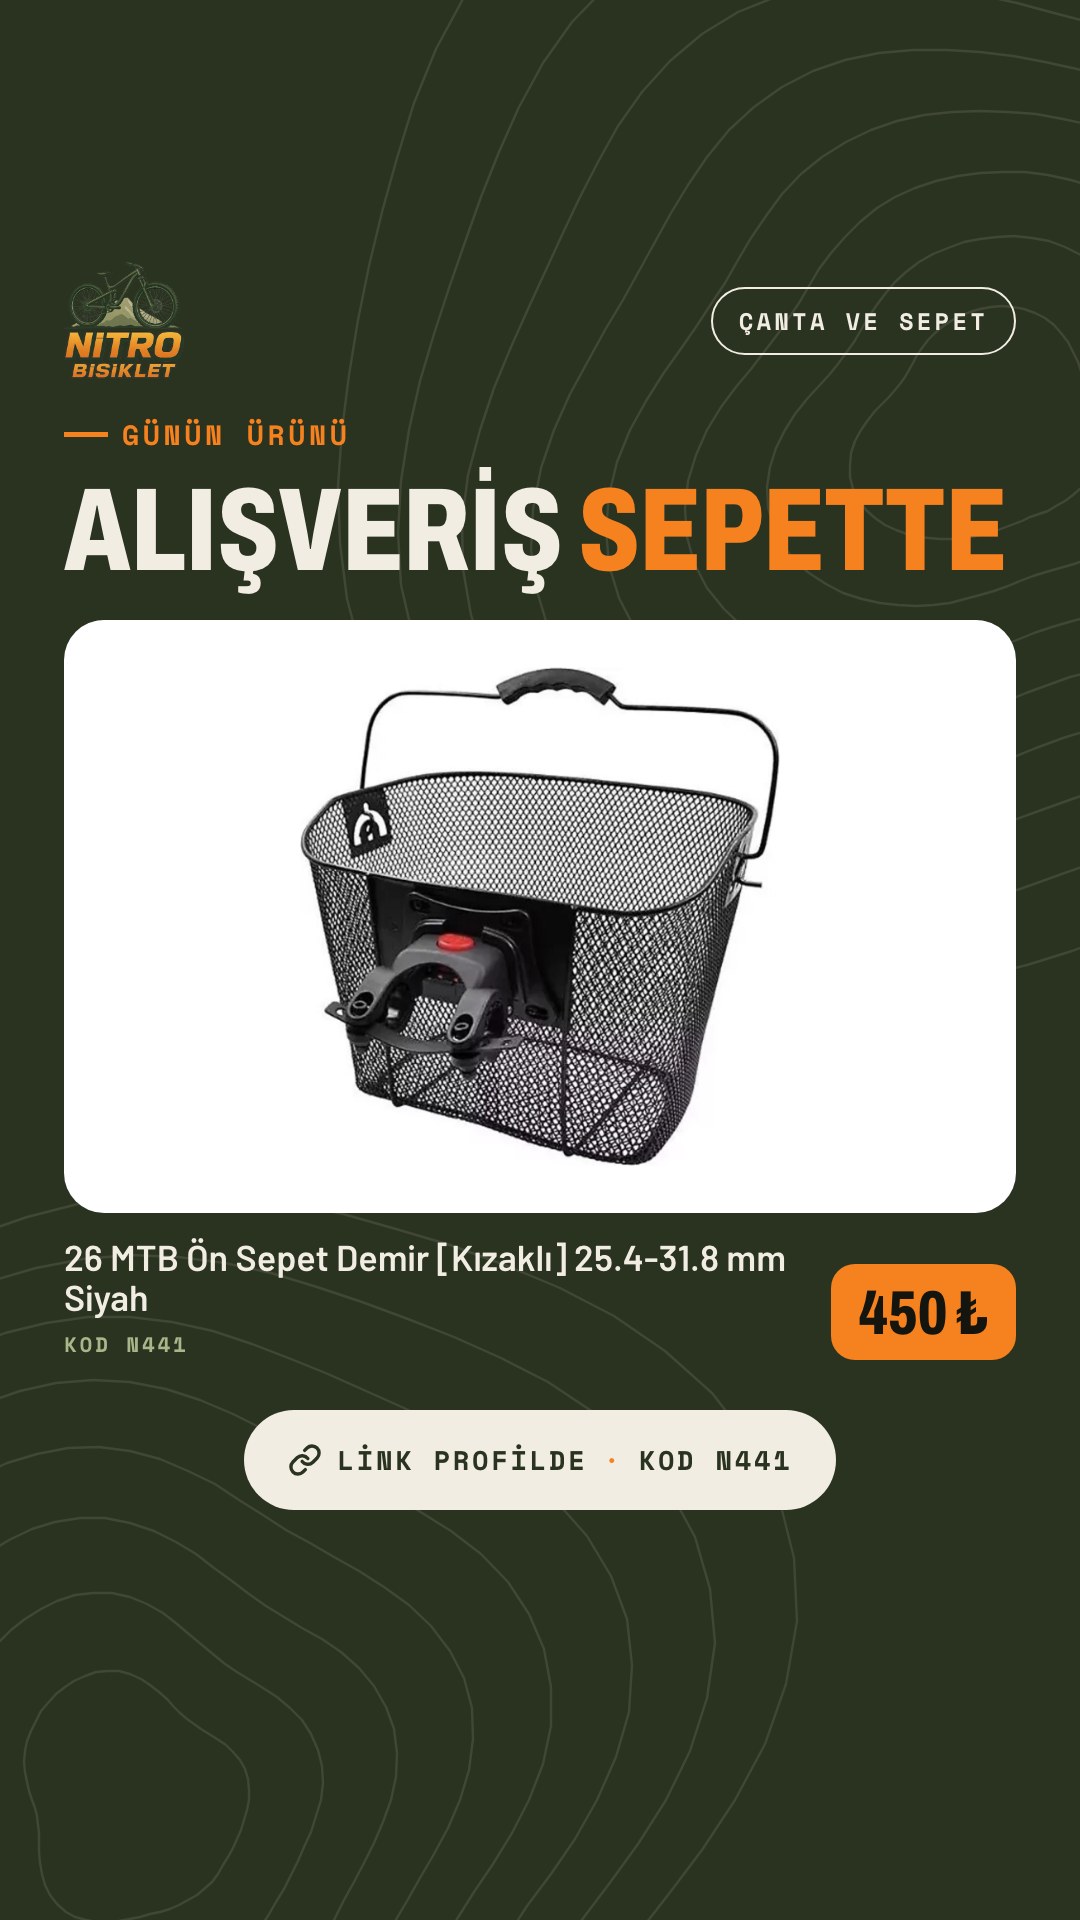 NiTRO
BiSiKLET
ÇANTA VE SEPET
GÜNÜN ÜRÜNÜ
ALIŞVERİŞ SEPETTE
26 MTB Ön Sepet Demir [Kızaklı] 25.4-31.8 mm
Siyah
KOD N441
450 ₺
LİNK PROFİLDE · KOD N441